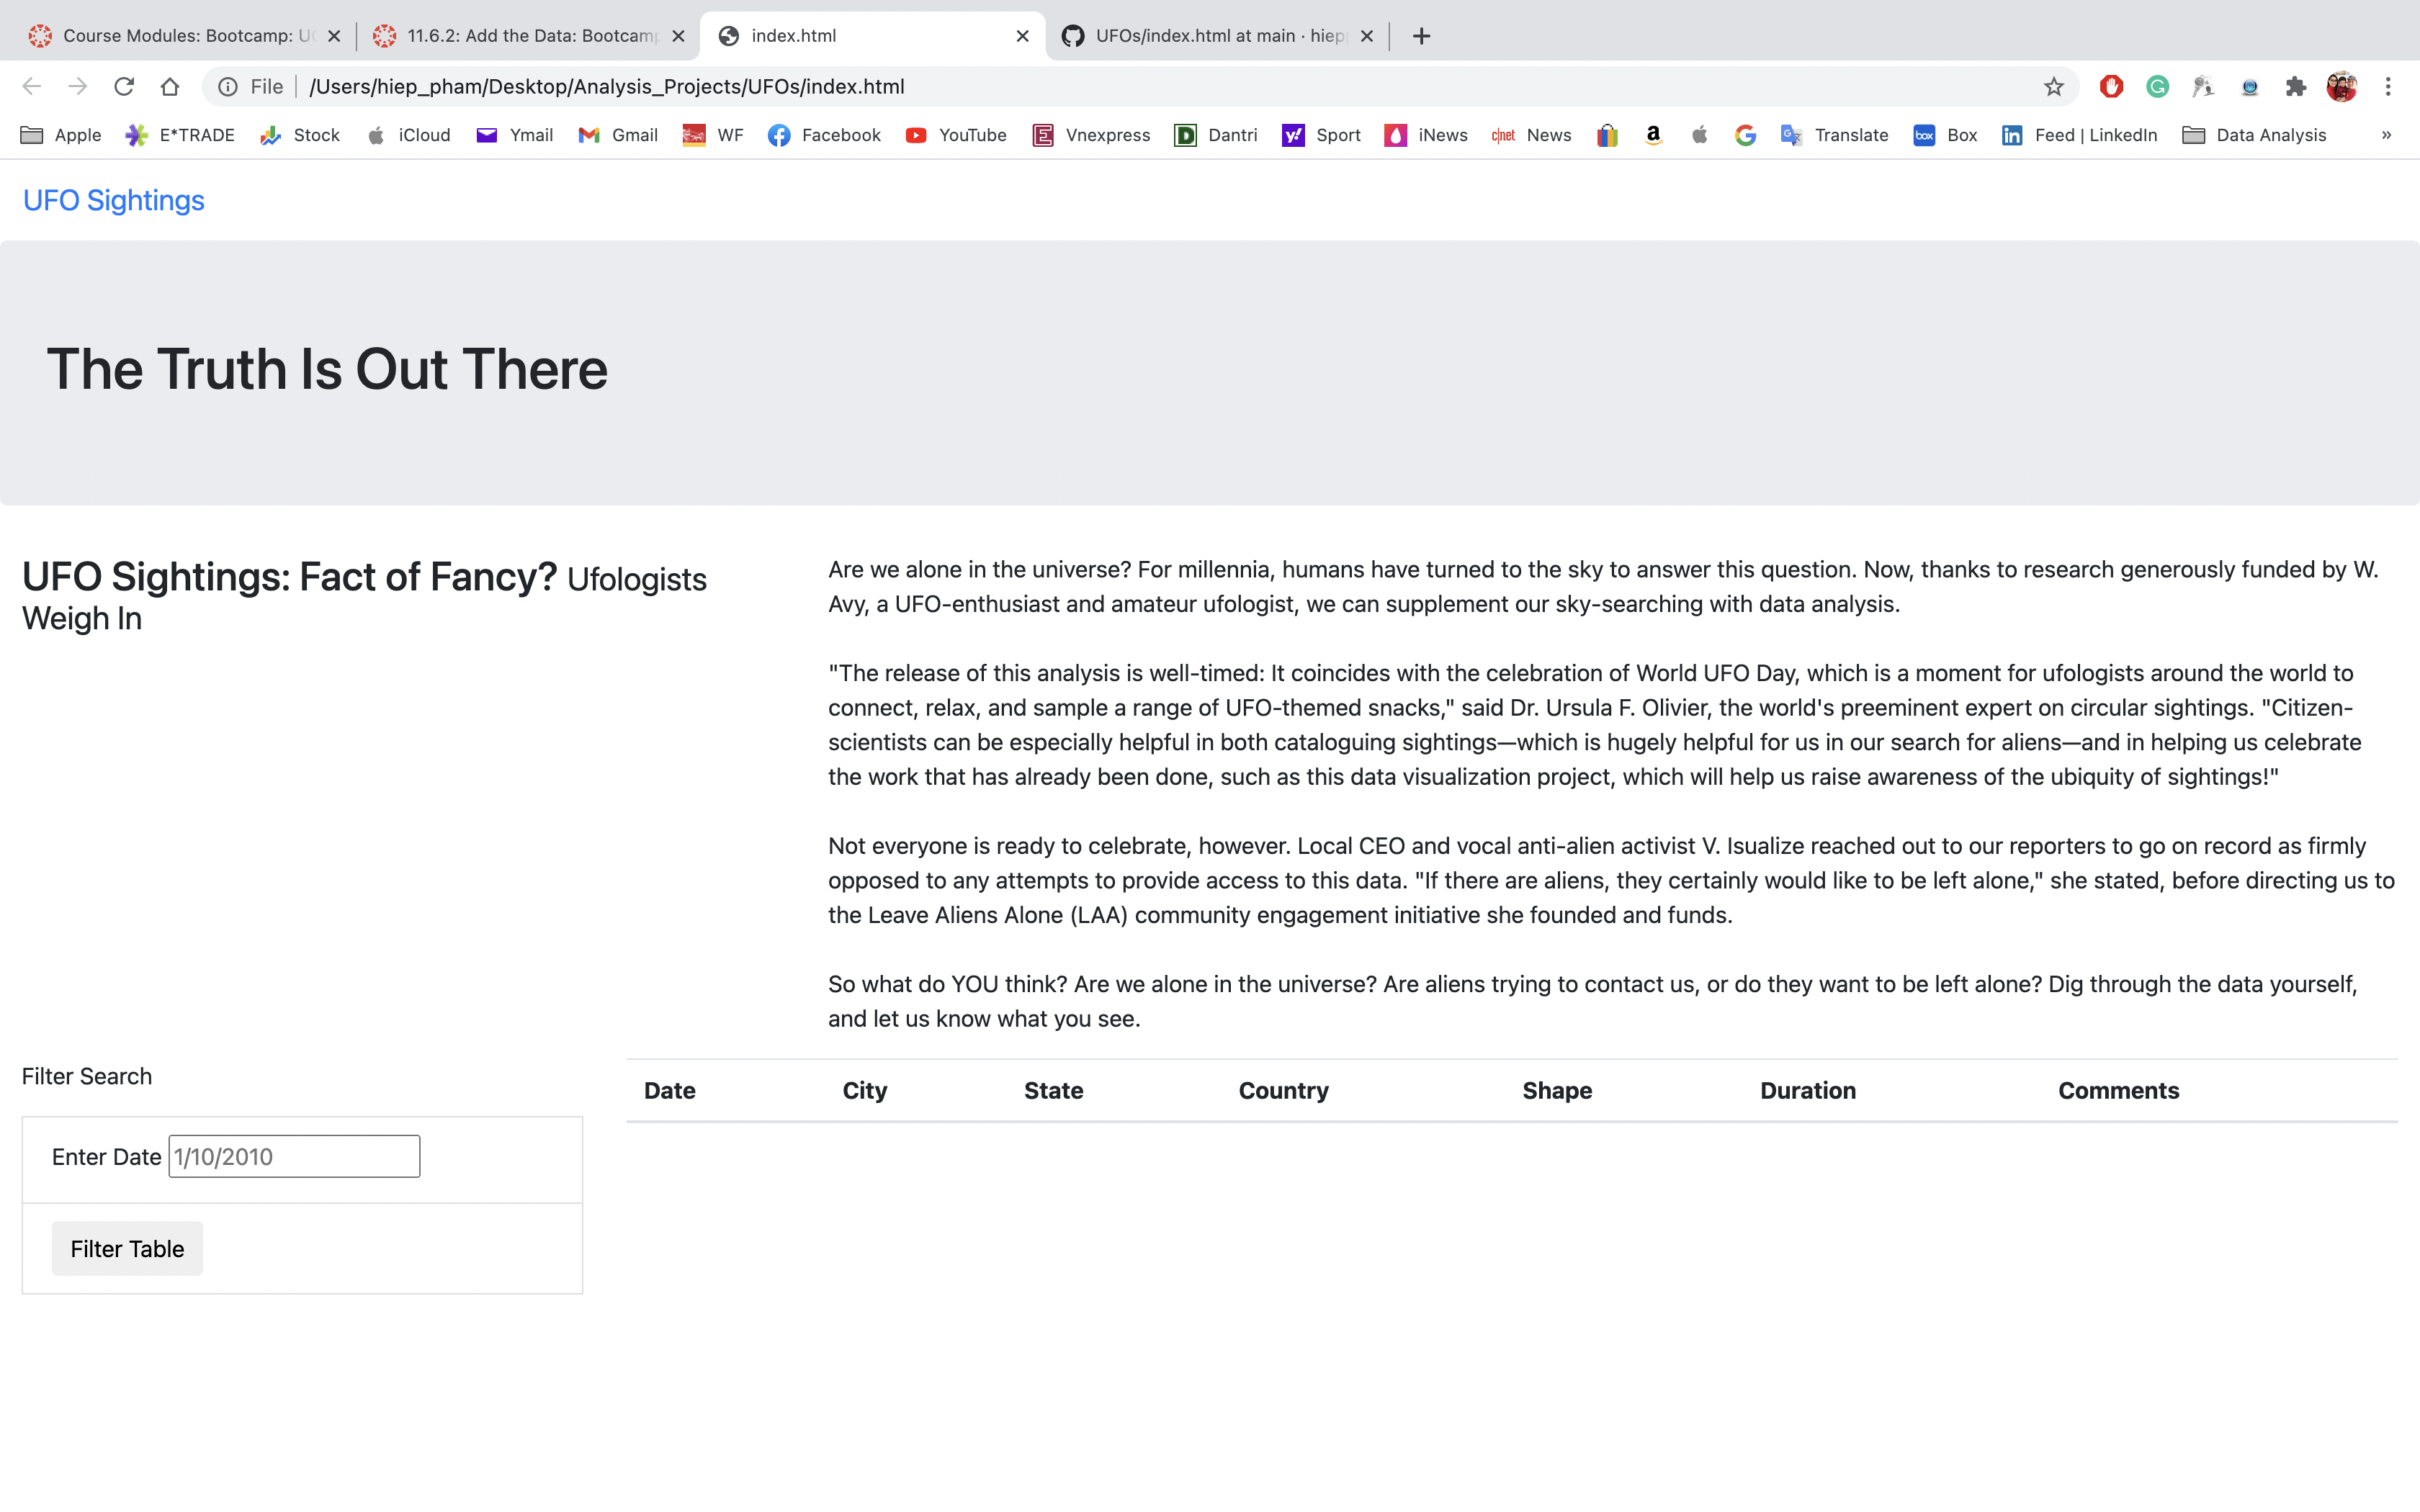 Course Modules: Bootcamp: UC
11.6.2: Add the Data: Bootcamp
index.html
UFOs/index.html at main · hiepp
File
/Users/hiep_pham/Desktop/Analysis_Projects/UFOs/index.html
Apple E*TRADE Stock iCloud Ymail Gmail WF Facebook YouTube Vnexpress Dantri Sport iNews News Translate Box Feed | LinkedIn Data Analysis »
UFO Sightings
The Truth Is Out There
UFO Sightings: Fact of Fancy? Ufologists
Weigh In
Are we alone in the universe? For millennia, humans have turned to the sky to answer this question. Now, thanks to research generously funded by W.
Avy, a UFO-enthusiast and amateur ufologist, we can supplement our sky-searching with data analysis.
"The release of this analysis is well-timed: It coincides with the celebration of World UFO Day, which is a moment for ufologists around the world to
connect, relax, and sample a range of UFO-themed snacks," said Dr. Ursula F. Olivier, the world's preeminent expert on circular sightings. "Citizen-
scientists can be especially helpful in both cataloguing sightings—which is hugely helpful for us in our search for aliens—and in helping us celebrate
the work that has already been done, such as this data visualization project, which will help us raise awareness of the ubiquity of sightings!"
Not everyone is ready to celebrate, however. Local CEO and vocal anti-alien activist V. Isualize reached out to our reporters to go on record as firmly
opposed to any attempts to provide access to this data. "If there are aliens, they certainly would like to be left alone," she stated, before directing us to
the Leave Aliens Alone (LAA) community engagement initiative she founded and funds.
So what do YOU think? Are we alone in the universe? Are aliens trying to contact us, or do they want to be left alone? Dig through the data yourself,
and let us know what you see.
Filter Search
Enter Date 1/10/2010
Filter Table
Date City State Country Shape Duration Comments